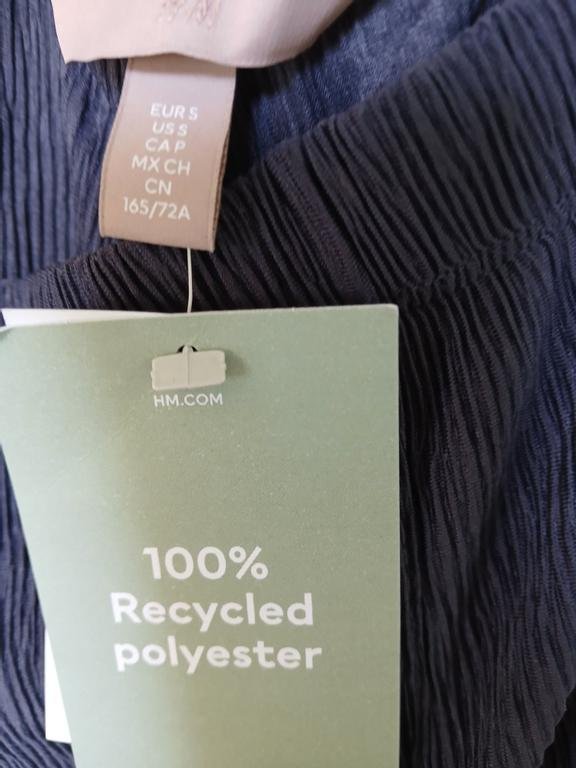 H&M
EUR S
US S
CA P
MX CH
CN
165/72A
HM.COM
100%
Recycled
polyester